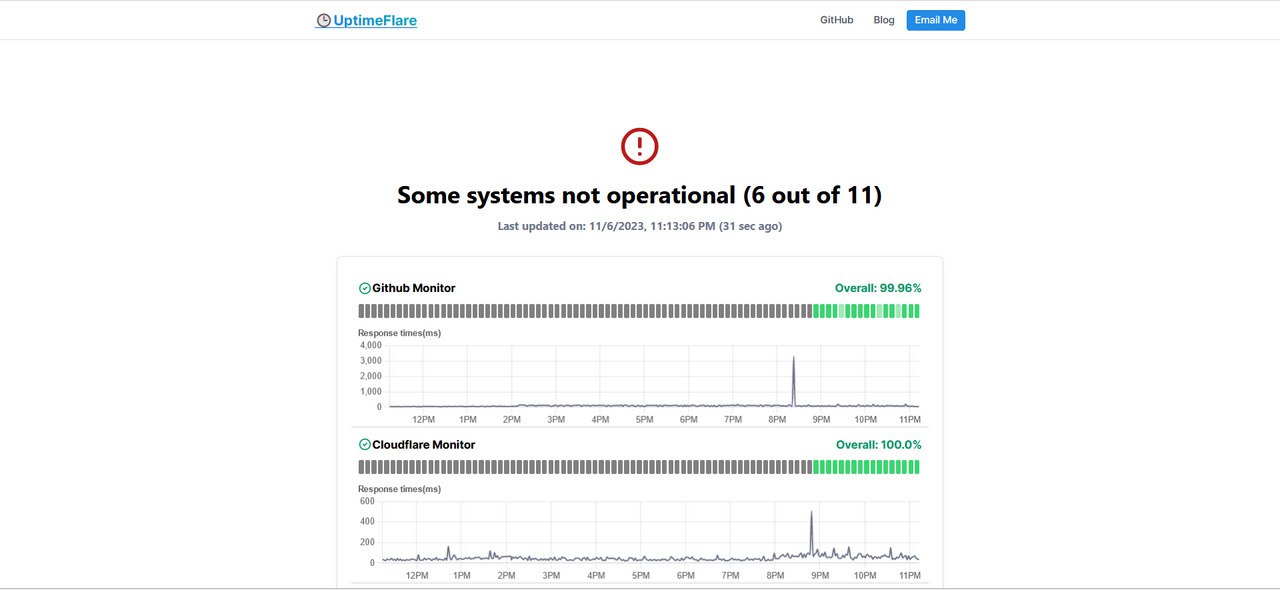 UptimeFlare
GitHub Blog Email Me
Some systems not operational (6 out of 11)
Last updated on: 11/6/2023, 11:13:06 PM (31 sec ago)
Github Monitor Overall: 99.96%
Response times(ms)
4,000
3,000
2,000
1,000
0
12PM 1PM 2PM 3PM 4PM 5PM 6PM 7PM 8PM 9PM 10PM 11PM
Cloudflare Monitor Overall: 100.0%
Response times(ms)
600
400
200
0
12PM 1PM 2PM 3PM 4PM 5PM 6PM 7PM 8PM 9PM 10PM 11PM